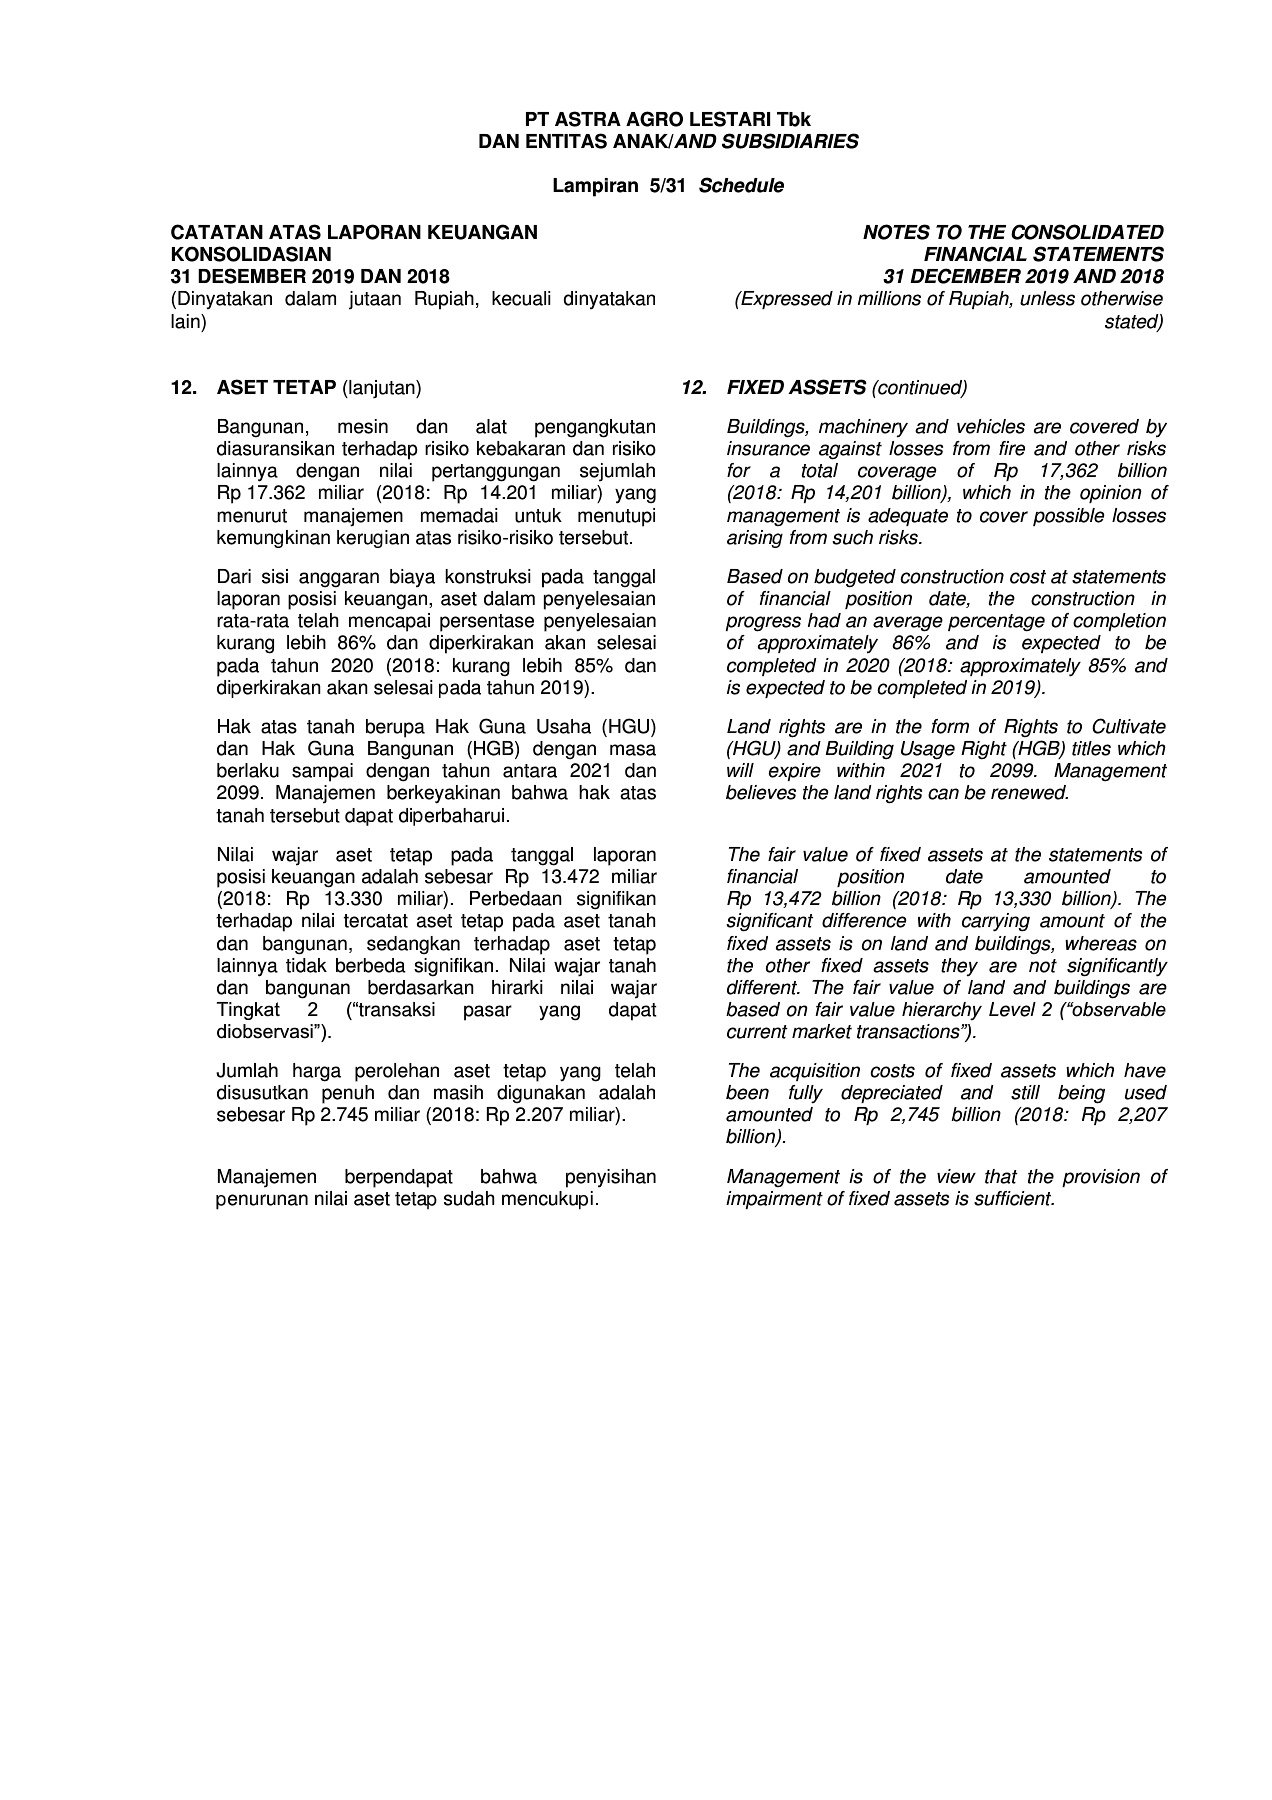 PT ASTRA AGRO LESTARI Tbk
DAN ENTITAS ANAK/AND SUBSIDIARIES
Lampiran 5/31 Schedule
CATATAN ATAS LAPORAN KEUANGAN
KONSOLIDASIAN
31 DESEMBER 2019 DAN 2018
(Dinyatakan dalam jutaan Rupiah, kecuali dinyatakan
lain)
NOTES TO THE CONSOLIDATED
FINANCIAL STATEMENTS
31 DECEMBER 2019 AND 2018
(Expressed in millions of Rupiah, unless otherwise
stated)
12. ASET TETAP (lanjutan)
Bangunan, mesin dan alat pengangkutan
diasuransikan terhadap risiko kebakaran dan risiko
lainnya dengan nilai pertanggungan sejumlah
Rp 17.362 miliar (2018: Rp 14.201 miliar) yang
menurut manajemen memadai untuk menutupi
kemungkinan kerugian atas risiko-risiko tersebut.
Dari sisi anggaran biaya konstruksi pada tanggal
laporan posisi keuangan, aset dalam penyelesaian
rata-rata telah mencapai persentase penyelesaian
kurang lebih 86% dan diperkirakan akan selesai
pada tahun 2020 (2018: kurang lebih 85% dan
diperkirakan akan selesai pada tahun 2019).
Hak atas tanah berupa Hak Guna Usaha (HGU)
dan Hak Guna Bangunan (HGB) dengan masa
berlaku sampai dengan tahun antara 2021 dan
2099. Manajemen berkeyakinan bahwa hak atas
tanah tersebut dapat diperbaharui.
Nilai wajar aset tetap pada tanggal laporan
posisi keuangan adalah sebesar Rp 13.472 miliar
(2018: Rp 13.330 miliar). Perbedaan signifikan
terhadap nilai tercatat aset tetap pada aset tanah
dan bangunan, sedangkan terhadap aset tetap
lainnya tidak berbeda signifikan. Nilai wajar tanah
dan bangunan berdasarkan hirarki nilai wajar
Tingkat 2 (“transaksi pasar yang dapat
diobservasi”).
Jumlah harga perolehan aset tetap yang telah
disusutkan penuh dan masih digunakan adalah
sebesar Rp 2.745 miliar (2018: Rp 2.207 miliar).
Manajemen berpendapat bahwa penyisihan
penurunan nilai aset tetap sudah mencukupi.
12. FIXED ASSETS (continued)
Buildings, machinery and vehicles are covered by
insurance against losses from fire and other risks
for a total coverage of Rp 17,362 billion
(2018: Rp 14,201 billion), which in the opinion of
management is adequate to cover possible losses
arising from such risks.
Based on budgeted construction cost at statements
of financial position date, the construction in
progress had an average percentage of completion
of approximately 86% and is expected to be
completed in 2020 (2018: approximately 85% and
is expected to be completed in 2019).
Land rights are in the form of Rights to Cultivate
(HGU) and Building Usage Right (HGB) titles which
will expire within 2021 to 2099. Management
believes the land rights can be renewed.
The fair value of fixed assets at the statements of
financial position date amounted to
Rp 13,472 billion (2018: Rp 13,330 billion). The
significant difference with carrying amount of the
fixed assets is on land and buildings, whereas on
the other fixed assets they are not significantly
different. The fair value of land and buildings are
based on fair value hierarchy Level 2 (“observable
current market transactions”).
The acquisition costs of fixed assets which have
been fully depreciated and still being used
amounted to Rp 2,745 billion (2018: Rp 2,207
billion).
Management is of the view that the provision of
impairment of fixed assets is sufficient.